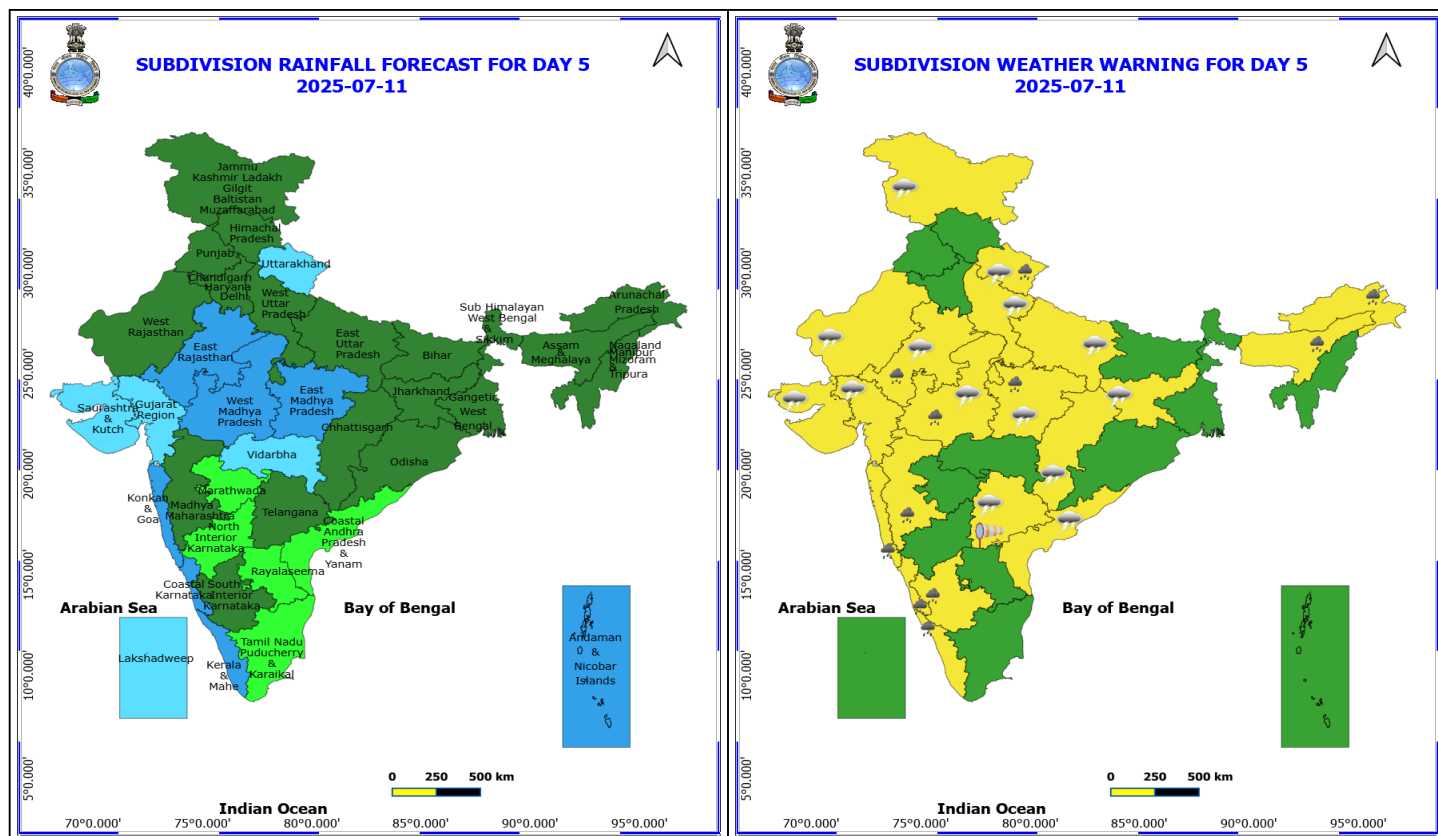 SUBDIVISION RAINFALL FORECAST FOR DAY 5
2025-07-11
40°0.000'
35°0.000'
30°0.000'
25°0.000'
20°0.000'
15°0.000'
10°0.000'
5°0.000'
Jammu
Kashmir Ladakh
Gilgit
Baltistan
Muzaffarabad
Himachal
Pradesh
Punjab
Uttarakhand
Chandigarh
Haryana
Delhi
West
Uttar
Pradesh
West
Rajasthan
East
Rajasthan
East
Uttar
Pradesh
Bihar
Sub Himalayan
West Bengal
&
Sikkim
Arunachal
Pradesh
Assam
&
Meghalaya
Nagaland
Manipur
Mizoram
&
Tripura
Saurashtra
&
Kutch
Gujarat
Region
West
Madhya
Pradesh
East
Madhya
Pradesh
Jharkhand
Gangetic
West
Bengal
Chhattisgarh
Odisha
Vidarbha
Konkan
&
Goa
Madhya
Maharashtra
Marathwada
Telangana
North
Interior
Karnataka
Coastal
Andhra
Pradesh
&
Yanam
Rayalaseema
Coastal
Karnataka
South
Interior
Karnataka
Arabian Sea
Bay of Bengal
Lakshadweep
Tamil Nadu
Puducherry
&
Karaikal
Kerala
&
Mahe
Andaman
&
Nicobar
Islands
0 250 500 km
Indian Ocean
70°0.000' 75°0.000' 80°0.000' 85°0.000' 90°0.000' 95°0.000'
SUBDIVISION WEATHER WARNING FOR DAY 5
2025-07-11
40°0.000'
35°0.000'
30°0.000'
25°0.000'
20°0.000'
15°0.000'
10°0.000'
5°0.000'
Arabian Sea
Bay of Bengal
0 250 500 km
Indian Ocean
70°0.000' 75°0.000' 80°0.000' 85°0.000' 90°0.000' 95°0.000'